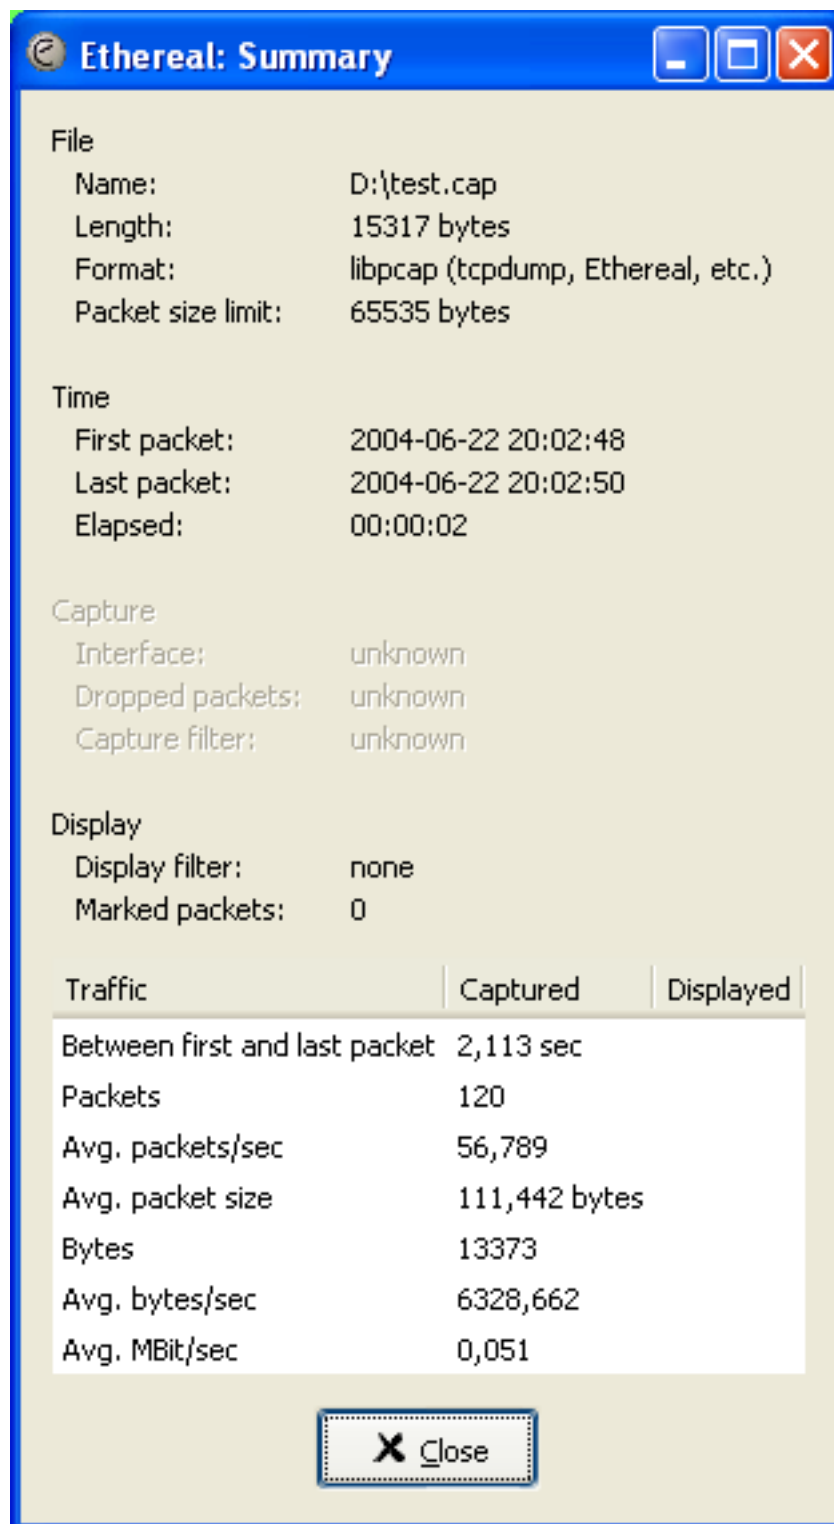 Ethereal: Summary
File
Name: D:\test.cap
Length: 15317 bytes
Format: libpcap (tcpdump, Ethereal, etc.)
Packet size limit: 65535 bytes
Time
First packet: 2004-06-22 20:02:48
Last packet: 2004-06-22 20:02:50
Elapsed: 00:00:02
Capture
Interface: unknown
Dropped packets: unknown
Capture filter: unknown
Display
Display filter: none
Marked packets: 0
Traffic Captured Displayed
Between first and last packet 2,113 sec
Packets 120
Avg. packets/sec 56,789
Avg. packet size 111,442 bytes
Bytes 13373
Avg. bytes/sec 6328,662
Avg. MBit/sec 0,051
Close